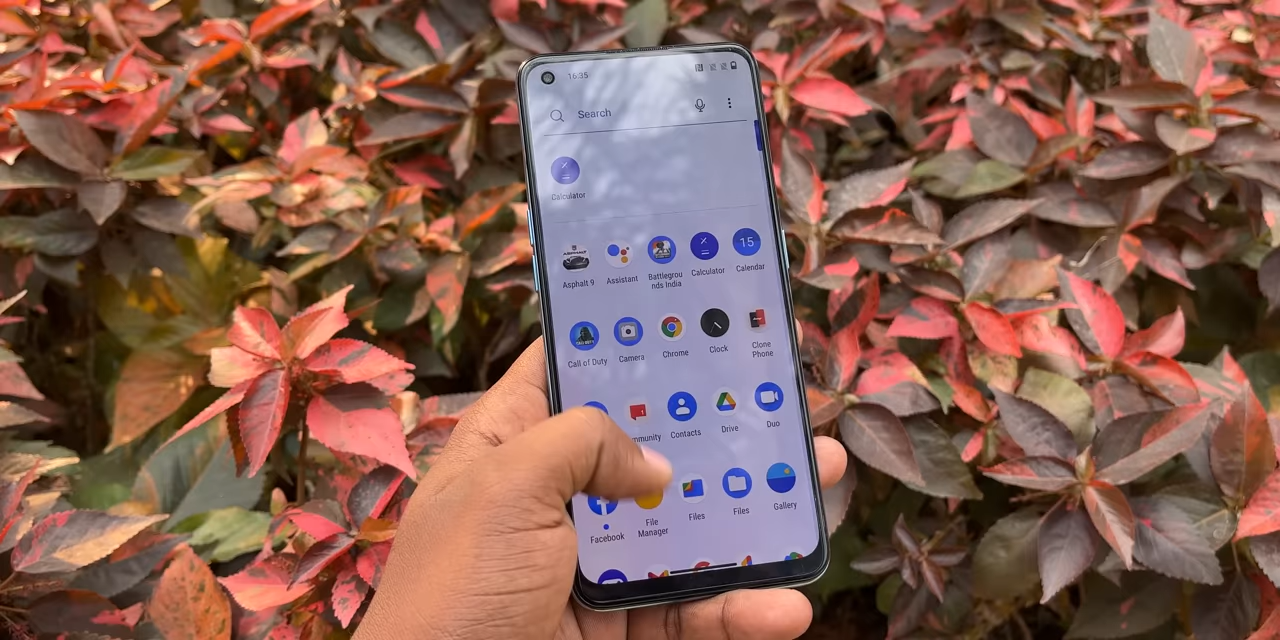 16:35
Search
Calculator
ASPHALT
Asphalt 9
Assistant
Battlegrou
nds India
Calculator
15
Calendar
Call of Duty
Camera
Chrome
Clock
Clone
Phone
mmunity
Contacts
Drive
Duo
Facebook
File
Manager
Files
Files
Gallery